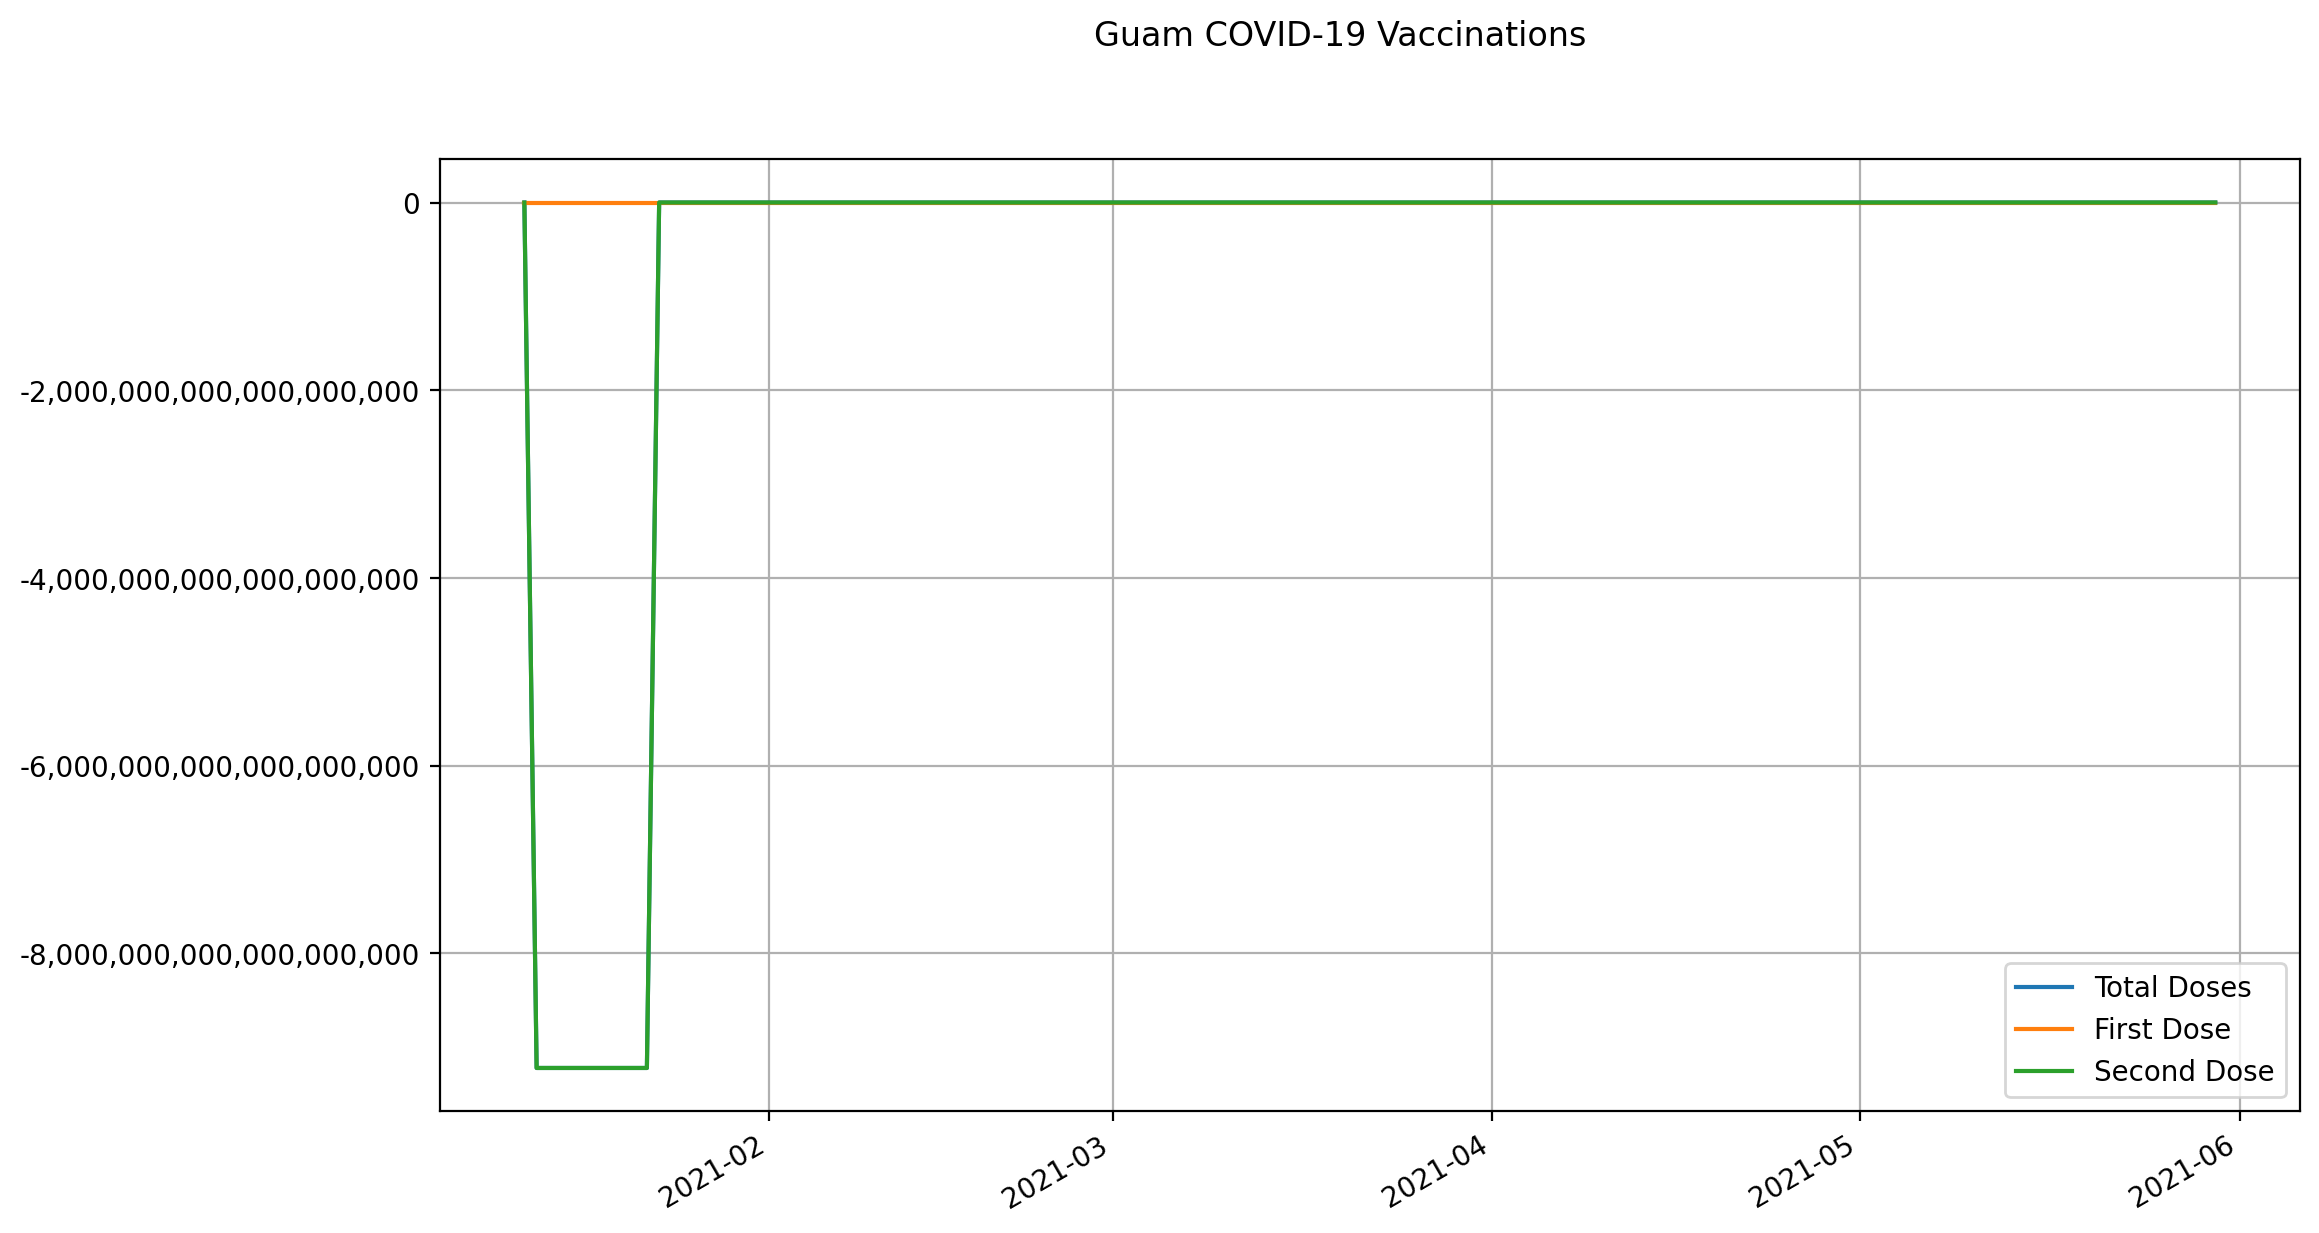 Guam COVID-19 Vaccinations
0
-2,000,000,000,000,000,000
-4,000,000,000,000,000,000
-6,000,000,000,000,000,000
-8,000,000,000,000,000,000
Total Doses
First Dose
Second Dose
2021-02
2021-03
2021-04
2021-05
2021-06